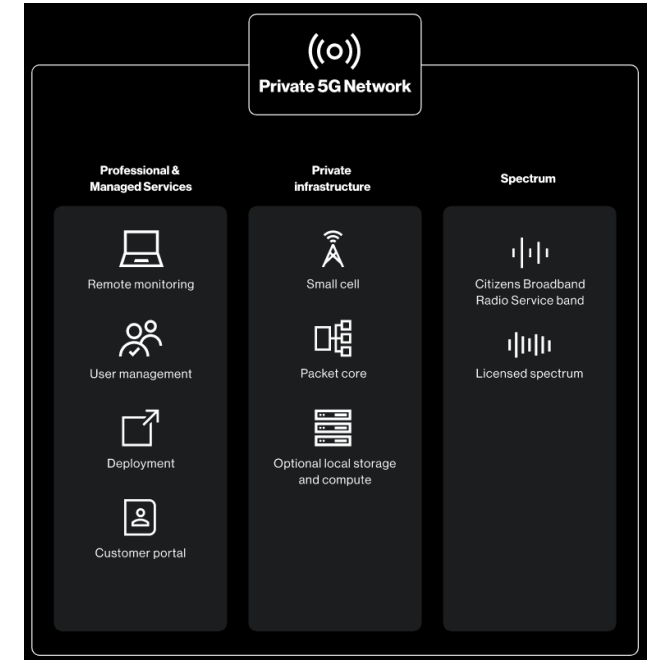 Private 5G Network
Professional &
Managed Services
Remote monitoring
User management
Deployment
Customer portal
Private
infrastructure
Small cell
Packet core
Optional local storage
and compute
Spectrum
Citizens Broadband
Radio Service band
Licensed spectrum